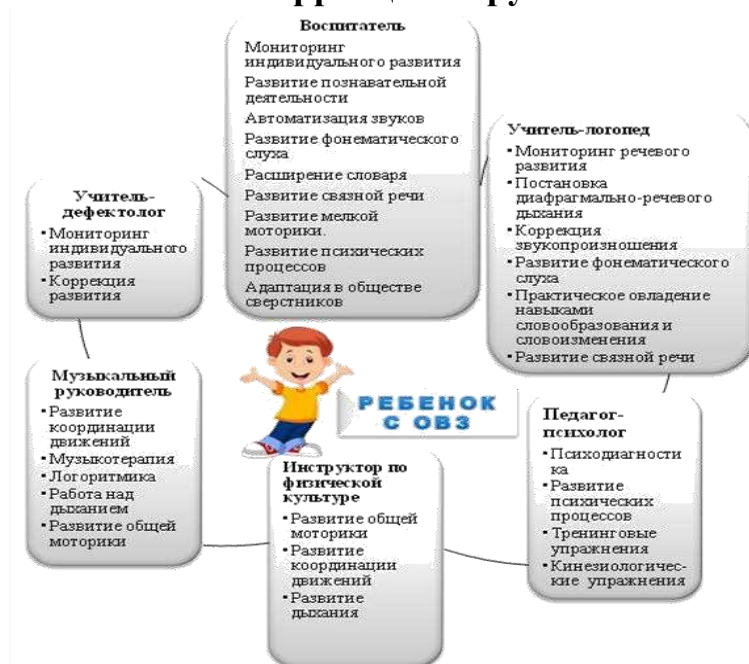 Воспитатель
Мониторинг
индивидуального развития
Развитие познавательной
деятельности
Автоматизация звуков
Развитие фонематического
слуха
Расширение словаря
Развитие связной речи
Развитие мелкой
моторики.
Развитие психических
процессов
Адаптация в обществе
сверстников
Учитель-логопед
• Мониторинг речевого
развития
• Постановка
диафрагмально-речевого
дыхания
• Коррекция
звукопроизношения
• Развитие фонематического
слуха
• Практическое овладение
навыками
словообразования и
словоизменения
• Развитие связной речи
Педагог-
психолог
• Психодиагности
ка
• Развитие
психических
процессов
• Тренинговые
упражнения
• Кинезиологичес-
кие упражнения
Инструктор по
физической
культуре
• Развитие общей
моторики
• Развитие
координации
движений
• Развитие
дыхания
Музыкальный
руководитель
• Развитие
координации
движений
• Музыкотерапия
• Логоритмика
• Работа над
дыханием
• Развитие общей
моторики
Учитель-
дефектолог
• Мониторинг
индивидуального
развития
• Коррекция
развития
РЕБЕНОК
С ОВЗ